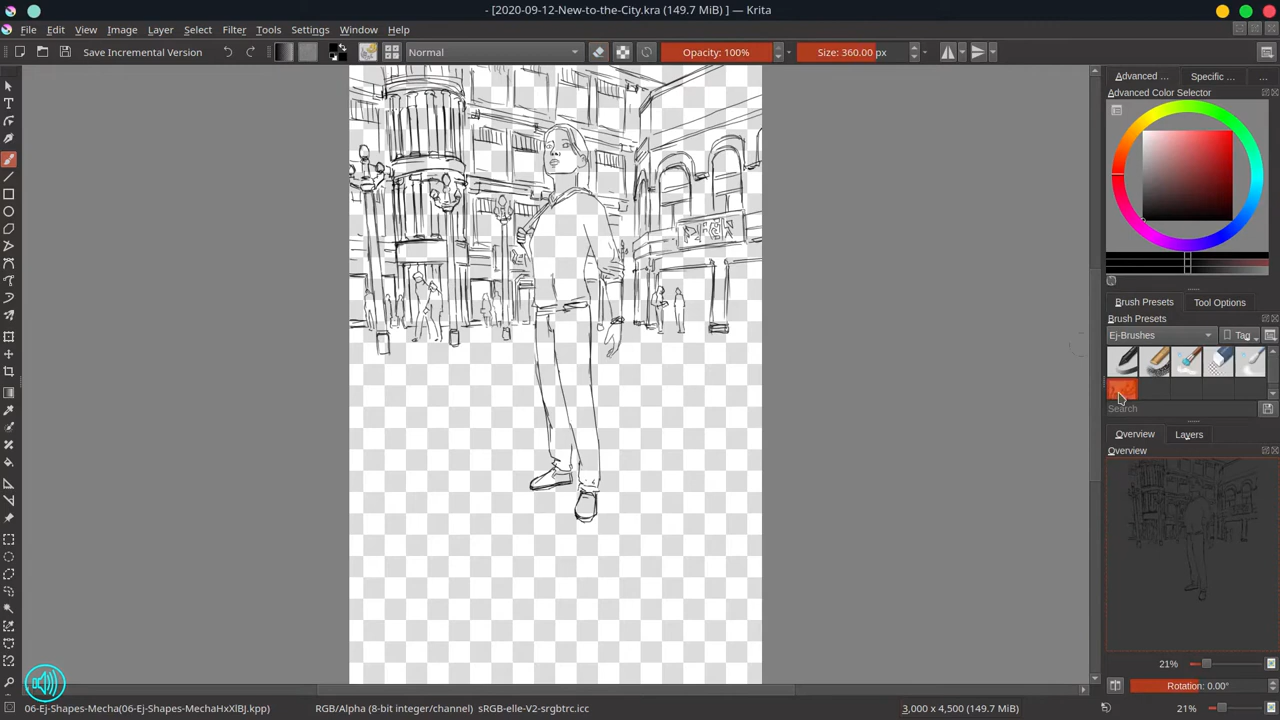 - [2020-09-12-New-to-the-City.kra (149.7 MiB) ] — Krita
File Edit View Image Layer Select Filter Tools Settings Window Help
Save Incremental Version Normal Opacity: 100% Size: 360.00 px
Advanced ... Specific ... ...
Advanced Color Selector
Brush Presets Tool Options
Brush Presets
Ej-Brushes Tag
Search
Overview Layers
Overview
21%
Rotation: 0.00°
06-Ej-Shapes-Mecha(06-Ej-Shapes-MechaHxXlBJ.kpp) RGB/Alpha (8-bit integer/channel) sRGB-elle-V2-srgbtrc.icc 3,000 x 4,500 (149.7 MiB) 21%